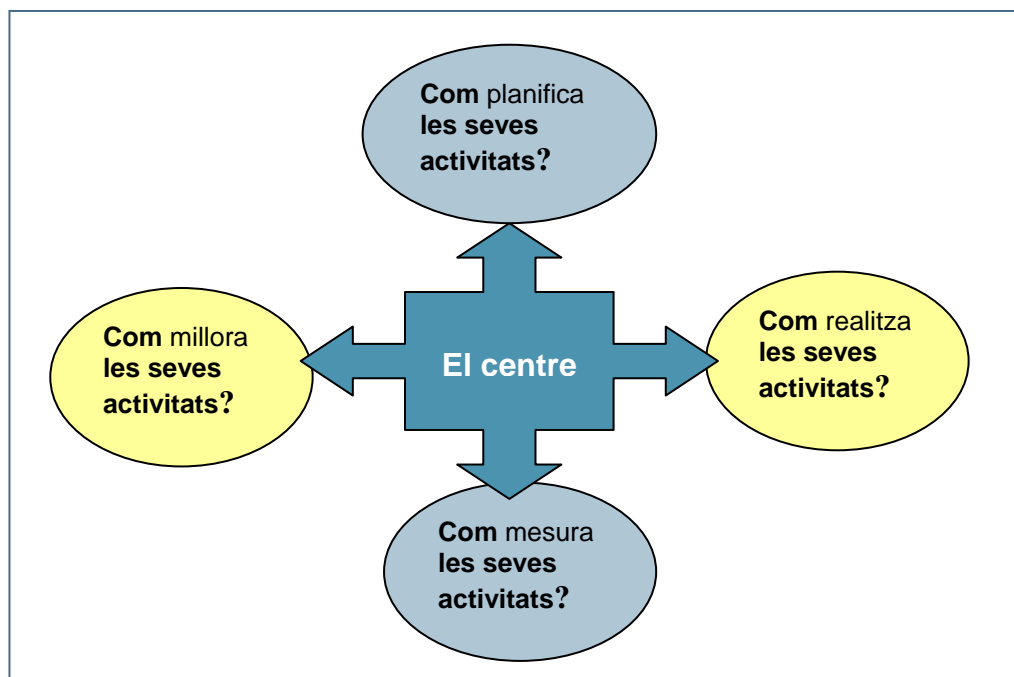 Com planifica
les seves
activitats?
Com millora
les seves
activitats?
El centre
Com realitza
les seves
activitats?
Com mesura
les seves
activitats?